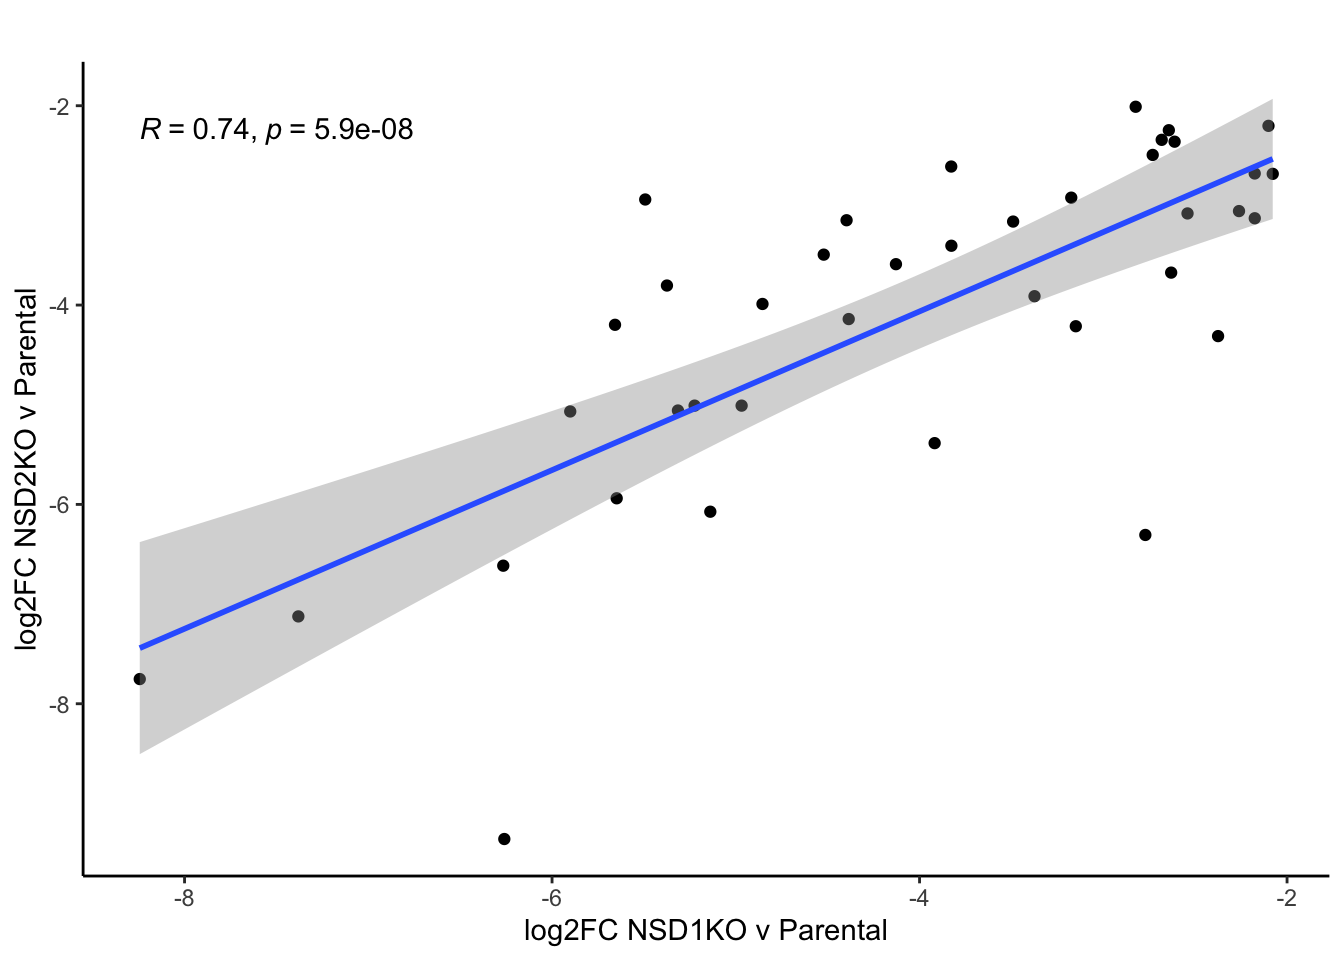 R = 0.74, p = 5.9e-08
-2
-4
-6
-8
log2FC NSD2KO v Parental
-8
-6
-4
-2
log2FC NSD1KO v Parental